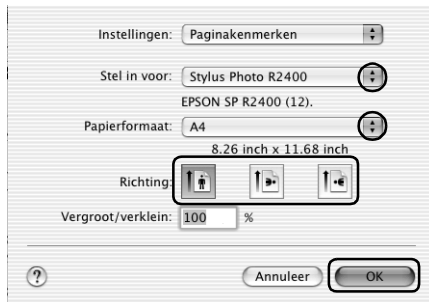 Instellingen: Paginakenmerken
Stel in voor: Stylus Photo R2400
EPSON SP R2400 (12).
Papierformaat: A4
8.26 inch x 11.68 inch
Richting:
Vergroot/verklein: 100 %
? Annuleer OK